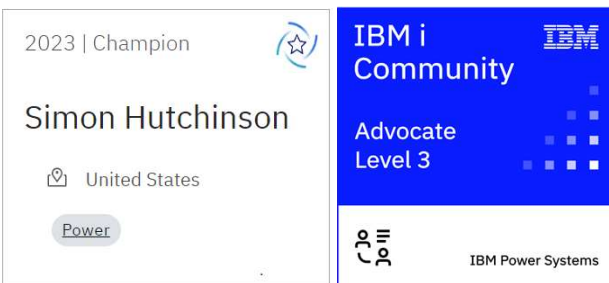 2023 | Champion
Simon Hutchinson
United States
Power
IBM i
Community
IBM
Advocate
Level 3
IBM Power Systems